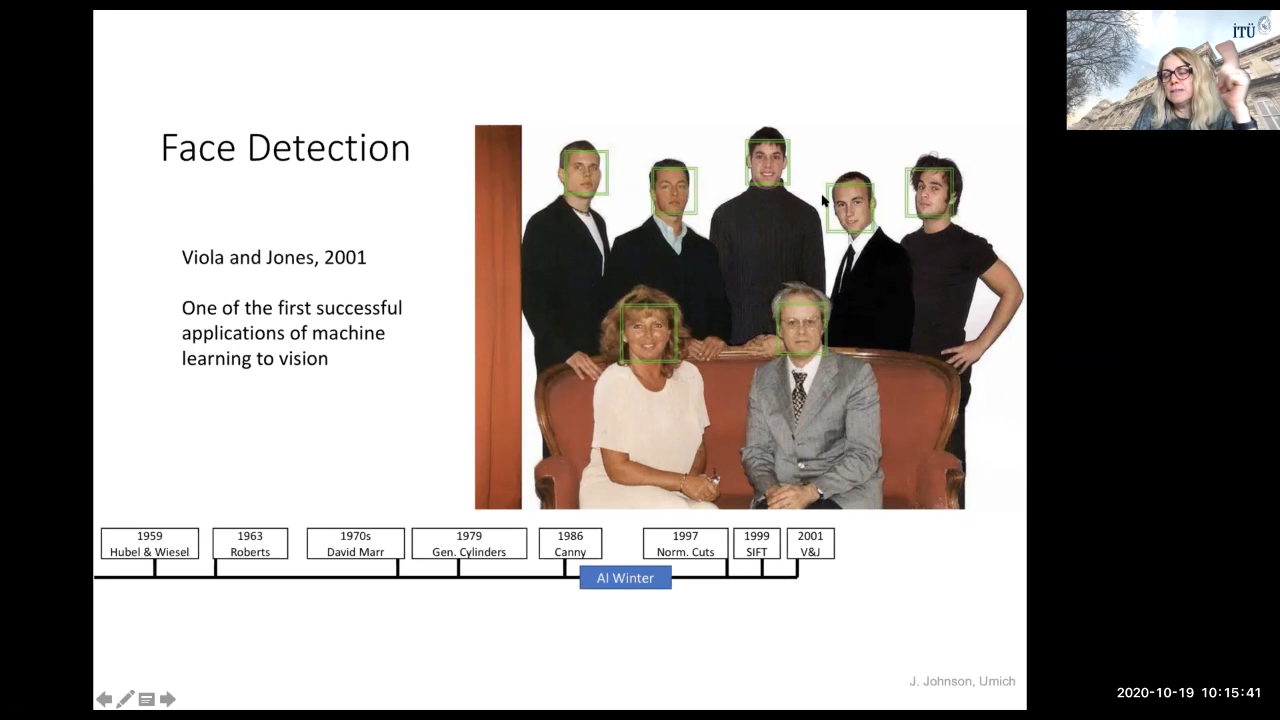 İTÜ
Face Detection
Viola and Jones, 2001
One of the first successful
applications of machine
learning to vision
1959
Hubel & Wiesel
1963
Roberts
1970s
David Marr
1979
Gen. Cylinders
1986
Canny
1997
Norm. Cuts
1999
SIFT
2001
V&J
AI Winter
J. Johnson, Umich
2020-10-19 10:15:41